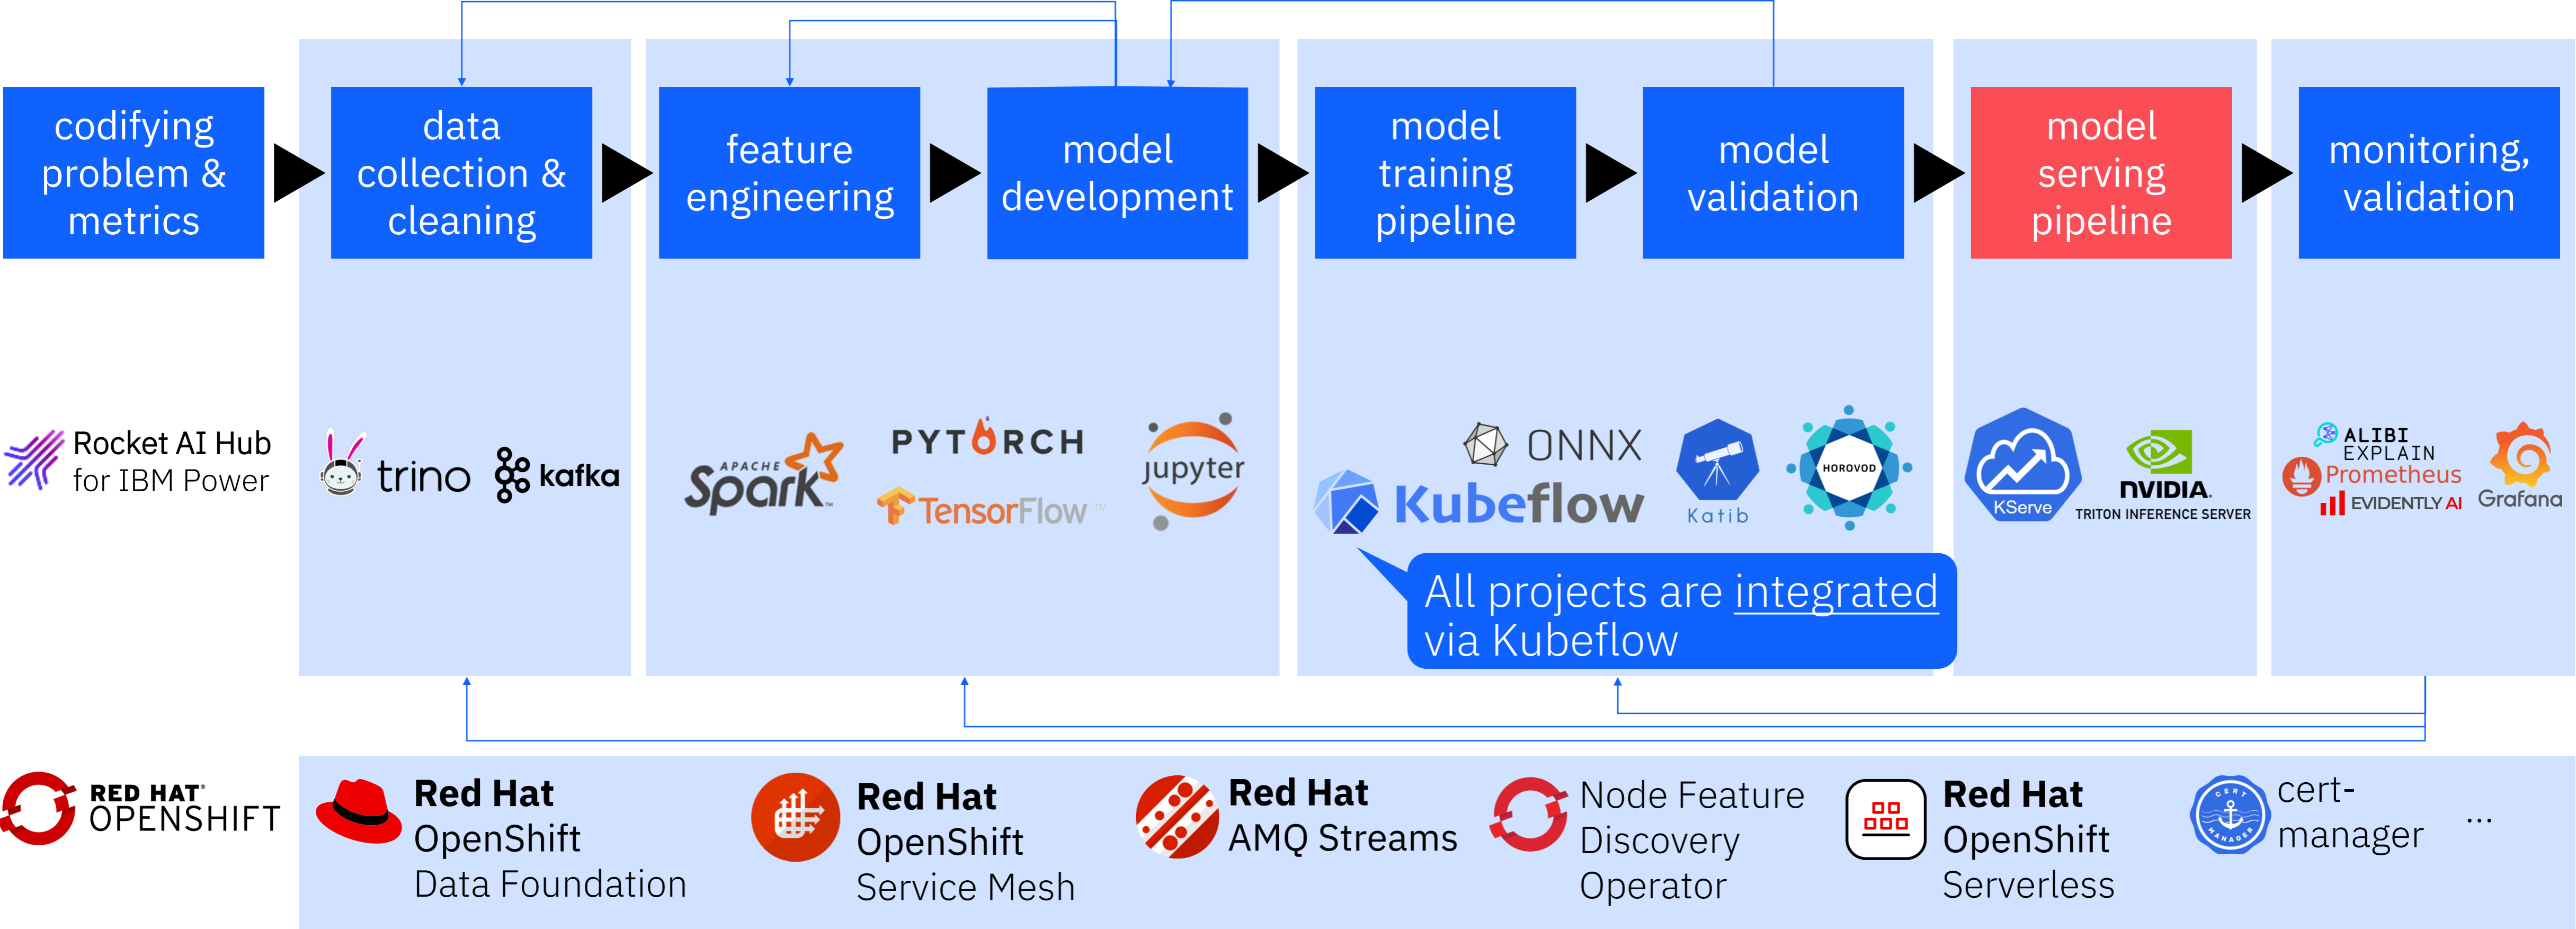 codifying
problem &
metrics
data
collection &
cleaning
feature
engineering
model
development
model
training
pipeline
model
validation
model
serving
pipeline
monitoring,
validation
Rocket AI Hub
for IBM Power
trino
kafka
APACHE
Spark™
PYTORCH
TensorFlow™
jupyter
ONNX
Kubeflow
Katib
HOROVOD
KServe
NVIDIA.
TRITON INFERENCE SERVER
ALIBI
EXPLAIN
Prometheus
EVIDENTLY AI
Grafana
All projects are integrated
via Kubeflow
RED HAT®
OPENSHIFT
Red Hat
OpenShift
Data Foundation
Red Hat
OpenShift
Service Mesh
Red Hat
AMQ Streams
Node Feature
Discovery
Operator
Red Hat
OpenShift
Serverless
CERT
MANAGER
cert-
manager
...